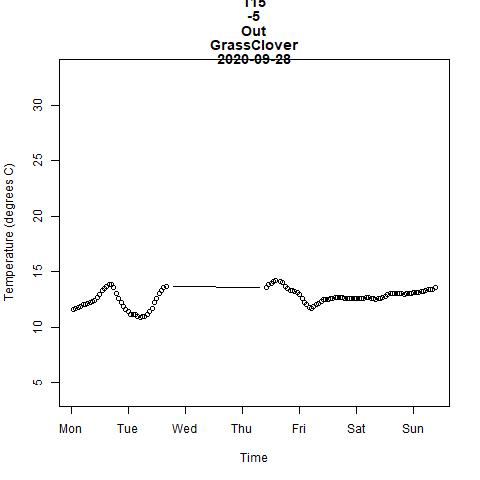 T15
-5
Out
GrassClover
2020-09-28
30
25
20
15
10
5
Temperature (degrees C)
Mon Tue Wed Thu Fri Sat Sun
Time